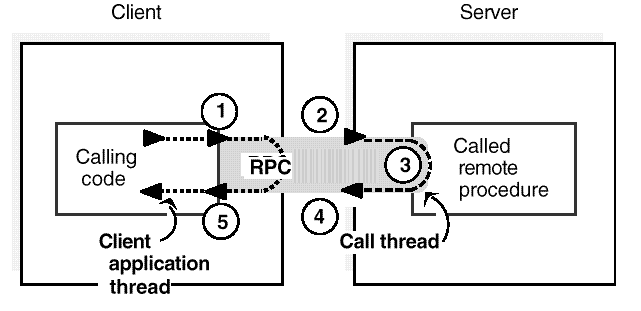 Client
Server
1
2
Calling
code
RPC
3
Called
remote
procedure
5
4
Client
application
thread
Call thread